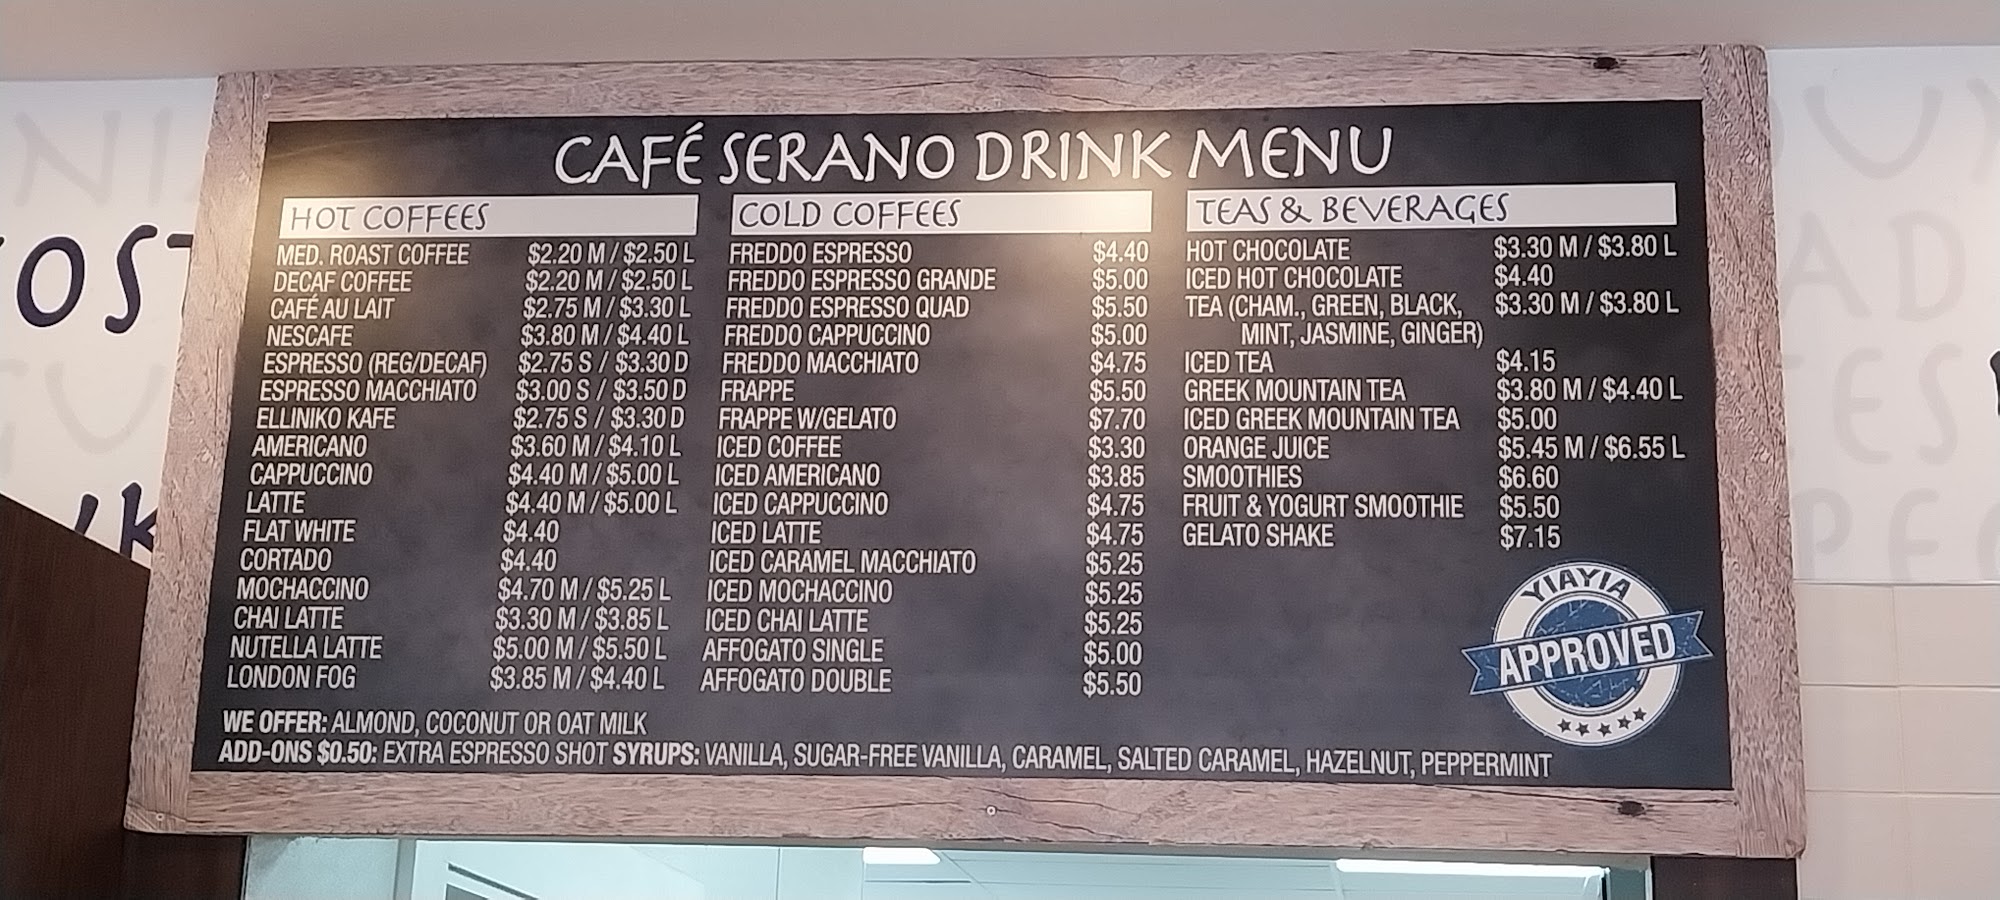 CAFÉ SERANO DRINK MENU
HOT COFFEES
MED. ROAST COFFEE $2.20 M / $2.50 L
DECAF COFFEE $2.20 M / $2.50 L
CAFÉ AU LAIT $2.75 M / $3.30 L
NESCAFE $3.80 M / $4.40 L
ESPRESSO (REG/DECAF) $2.75 S / $3.30 D
ESPRESSO MACCHIATO $3.00 S / $3.50 D
ELLINIKO KAFE $2.75 S / $3.30 D
AMERICANO $3.60 M / $4.10 L
CAPPUCCINO $4.40 M / $5.00 L
LATTE $4.40 M / $5.00 L
FLAT WHITE $4.40
CORTADO $4.40
MOCHACCINO $4.70 M / $5.25 L
CHAI LATTE $3.30 M / $3.85 L
NUTELLA LATTE $5.00 M / $5.50 L
LONDON FOG $3.85 M / $4.40 L
COLD COFFEES
FREDDO ESPRESSO $4.40
FREDDO ESPRESSO GRANDE $5.00
FREDDO ESPRESSO QUAD $5.50
FREDDO CAPPUCCINO $5.00
FREDDO MACCHIATO $4.75
FRAPPE $5.50
FRAPPE W/GELATO $7.70
ICED COFFEE $3.30
ICED AMERICANO $3.85
ICED CAPPUCCINO $4.75
ICED LATTE $4.75
ICED CARAMEL MACCHIATO $5.25
ICED MOCHACCINO $5.25
ICED CHAI LATTE $5.25
AFFOGATO SINGLE $5.00
AFFOGATO DOUBLE $5.50
TEAS & BEVERAGES
HOT CHOCOLATE $3.30 M / $3.80 L
ICED HOT CHOCOLATE $4.40
TEA (CHAM., GREEN, BLACK, $3.30 M / $3.80 L
MINT, JASMINE, GINGER)
ICED TEA $4.15
GREEK MOUNTAIN TEA $3.80 M / $4.40 L
ICED GREEK MOUNTAIN TEA $5.00
ORANGE JUICE $5.45 M / $6.55 L
SMOOTHIES $6.60
FRUIT & YOGURT SMOOTHIE $5.50
GELATO SHAKE $7.15
YIAYIA
APPROVED
WE OFFER: ALMOND, COCONUT OR OAT MILK
ADD-ONS $0.50: EXTRA ESPRESSO SHOT SYRUPS: VANILLA, SUGAR-FREE VANILLA, CARAMEL, SALTED CARAMEL, HAZELNUT, PEPPERMINT